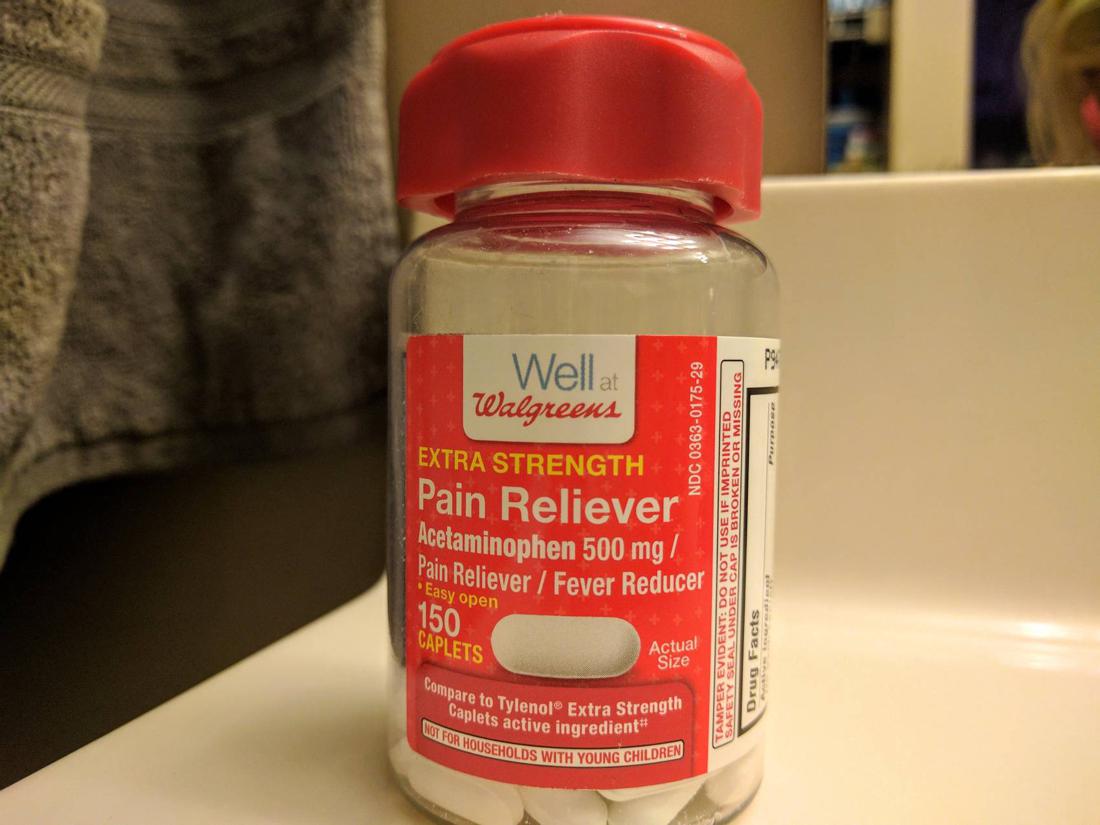 Well at
Walgreens
NDC 0363-0175-29
EXTRA STRENGTH
Pain Reliever
Acetaminophen 500 mg /
Pain Reliever / Fever Reducer
• Easy open
150
CAPLETS
Actual
Size
Compare to Tylenol® Extra Strength
Caplets active ingredient‡‡
NOT FOR HOUSEHOLDS WITH YOUNG CHILDREN
TAMPER EVIDENT: DO NOT USE IF IMPRINTED
SAFETY SEAL UNDER CAP IS BROKEN OR MISSING
Drug Facts
Active ingredient
Purpose